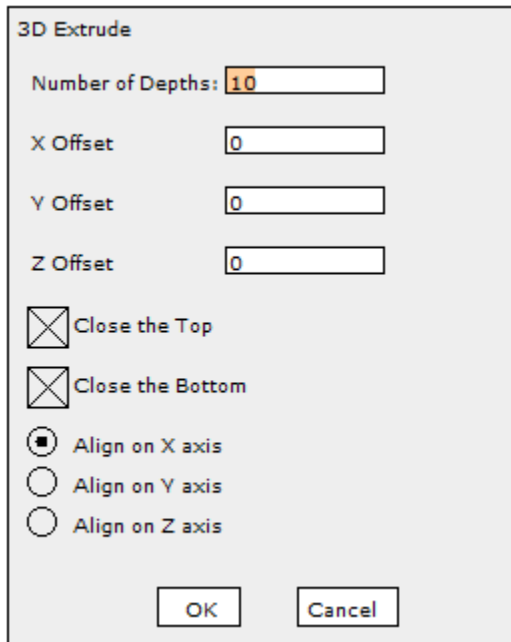 3D Extrude
Number of Depths: 10
X Offset 0
Y Offset 0
Z Offset 0
Close the Top
Close the Bottom
Align on X axis
Align on Y axis
Align on Z axis
OK Cancel